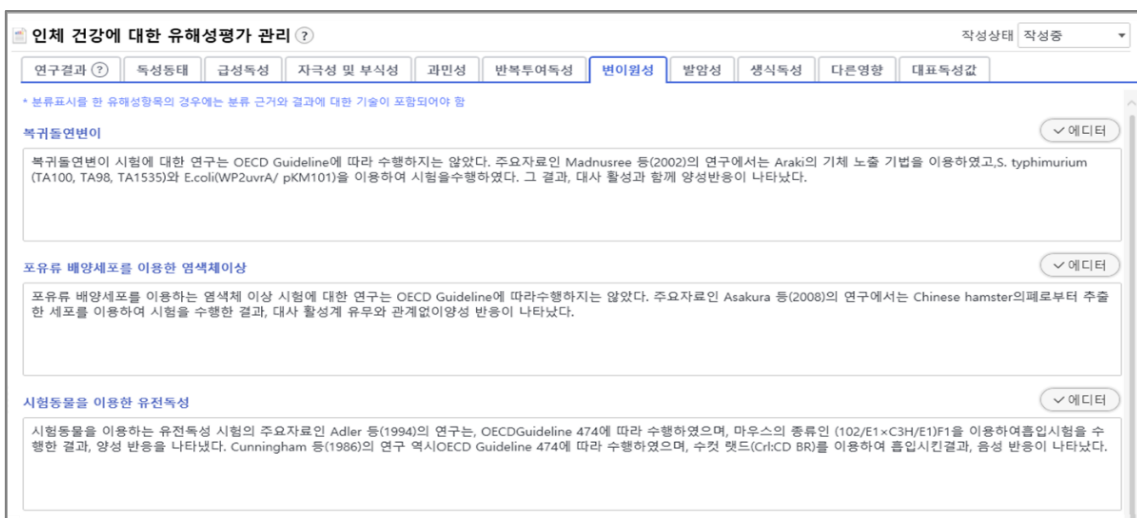 인체 건강에 대한 유해성평가 관리 ?
작성상태 작성중
연구결과 ? 독성동태 급성독성 자극성 및 부식성 과민성 반복투여독성 변이원성 발암성 생식독성 다른영향 대표독성값
* 분류표시를 한 유해성항목의 경우에는 분류 근거와 결과에 대한 기술이 포함되어야 함
복귀돌연변이
에디터
복귀돌연변이 시험에 대한 연구는 OECD Guideline에 따라 수행하지는 않았다. 주요자료인 Madnusree 등(2002)의 연구에서는 Araki의 기체 노출 기법을 이용하였고,S. typhimurium
(TA100, TA98, TA1535)와 E.coli(WP2uvrA/ pKM101)을 이용하여 시험을수행하였다. 그 결과, 대사 활성과 함께 양성반응이 나타났다.
포유류 배양세포를 이용한 염색체이상
에디터
포유류 배양세포를 이용하는 염색체 이상 시험에 대한 연구는 OECD Guideline에 따라수행하지는 않았다. 주요자료인 Asakura 등(2008)의 연구에서는 Chinese hamster의폐로부터 추출
한 세포를 이용하여 시험을 수행한 결과, 대사 활성계 유무와 관계없이양성 반응이 나타났다.
시험동물을 이용한 유전독성
에디터
시험동물을 이용하는 유전독성 시험의 주요자료인 Adler 등(1994)의 연구는, OECDGuideline 474에 따라 수행하였으며, 마우스의 종류인 (102/E1×C3H/E1)F1을 이용하여흡입시험을 수
행한 결과, 양성 반응을 나타냈다. Cunningham 등(1986)의 연구 역시OECD Guideline 474에 따라 수행하였으며, 수컷 랫드(Crl:CD BR)를 이용하여 흡입시킨결과, 음성 반응이 나타났다.